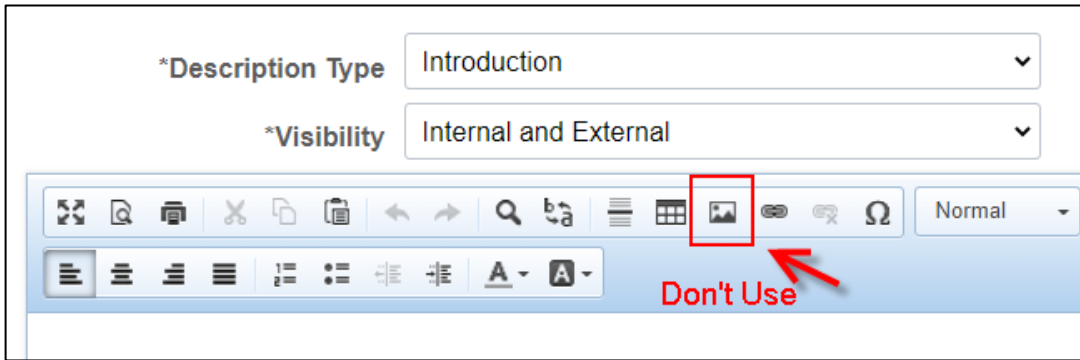 *Description Type Introduction
*Visibility Internal and External
Normal
Don't Use